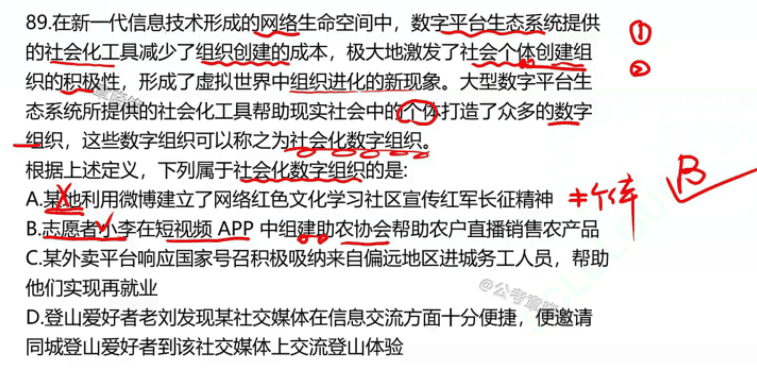 89.在新一代信息技术形成的网络生命空间中，数字平台生态系统提供
的社会化工具减少了组织创建的成本，极大地激发了社会个体创建组
织的积极性，形成了虚拟世界中组织进化的新现象。大型数字平台生
态系统所提供的社会化工具帮助现实社会中的个体打造了众多的数字
组织，这些数字组织可以称之为社会化数字组织。
①
②
根据上述定义，下列属于社会化数字组织的是:
A.某地利用微博建立了网络红色文化学习社区宣传红军长征精神
≠个体
B
B.志愿者小李在短视频 APP 中组建助农协会帮助农户直播销售农产品
C.某外卖平台响应国家号召积极吸纳来自偏远地区进城务工人员，帮助
他们实现再就业
D.登山爱好者老刘发现某社交媒体在信息交流方面十分便捷，便邀请
同城登山爱好者到该社交媒体上交流登山体验